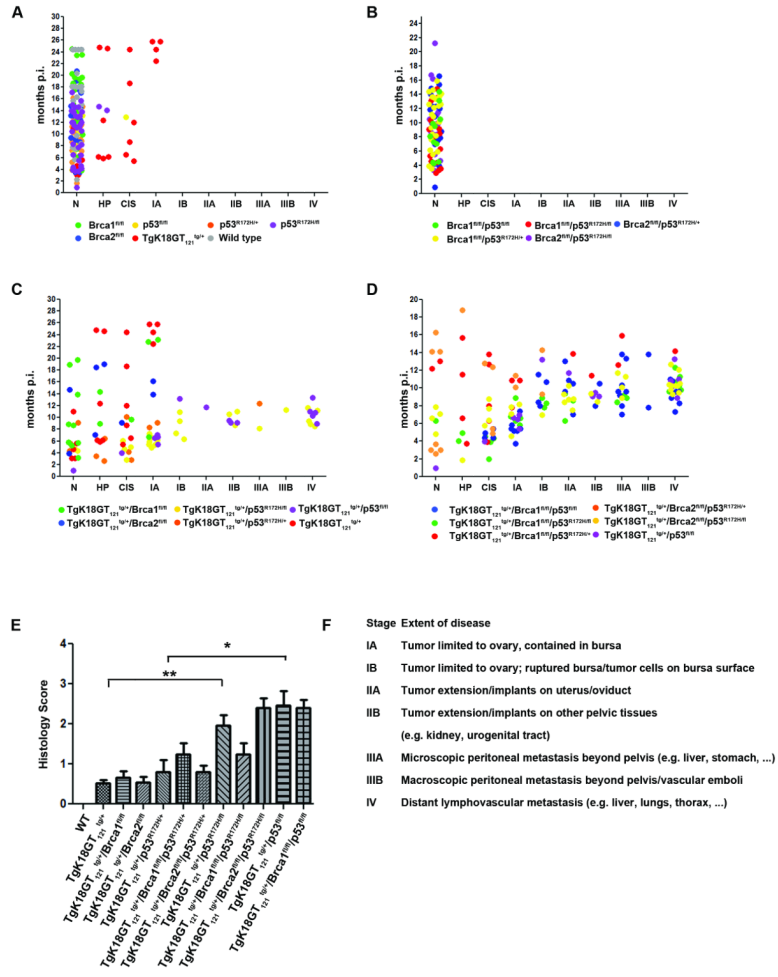 A
months p.i.
30
28
26
24
22
20
18
16
14
12
10
8
6
4
2
0
N HP CIS IA IB IIA IIB IIIA IIIB IV
Brca1fl/fl p53fl/fl p53R172H/+ p53R172H/fl
Brca2fl/fl TgK18GT121tg/+ Wild type
B
months p.i.
24
22
20
18
16
14
12
10
8
6
4
2
0
N HP CIS IA IB IIA IIB IIIA IIIB IV
Brca1fl/fl/p53fl/fl Brca1fl/fl/p53R172H/fl Brca2fl/fl/p53R172H/+
Brca1fl/fl/p53R172H/+ Brca2fl/fl/p53R172H/fl
C
months p.i.
30
28
26
24
22
20
18
16
14
12
10
8
6
4
2
0
N HP CIS IA IB IIA IIB IIIA IIIB IV
TgK18GT121tg/+/Brca1fl/fl TgK18GT121tg/+/p53R172H/fl TgK18GT121tg/+/p53fl/fl
TgK18GT121tg/+/Brca2fl/fl TgK18GT121tg/+/p53R172H/+ TgK18GT121tg/+
D
months p.i.
20
18
16
14
12
10
8
6
4
2
0
N HP CIS IA IB IIA IIB IIIA IIIB IV
TgK18GT121tg/+/Brca1fl/fl/p53fl/fl TgK18GT121tg/+/Brca2fl/fl/p53R172H/+
TgK18GT121tg/+/Brca1fl/fl/p53R172H/fl TgK18GT121tg/+/Brca2fl/fl/p53R172H/fl
TgK18GT121tg/+/Brca1fl/fl/p53R172H/+ TgK18GT121tg/+/p53fl/fl
E
Histology Score
4
3
2
1
0
**
*
WT
TgK18GT121tg/+
TgK18GT121tg/+/Brca1fl/fl
TgK18GT121tg/+/Brca2fl/fl
TgK18GT121tg/+/p53R172H/+
TgK18GT121tg/+/Brca1fl/fl/p53R172H/+
TgK18GT121tg/+/Brca2fl/fl/p53R172H/+
TgK18GT121tg/+/p53R172H/fl
TgK18GT121tg/+/Brca1fl/fl/p53R172H/fl
TgK18GT121tg/+/Brca2fl/fl/p53R172H/fl
TgK18GT121tg/+/p53fl/fl
TgK18GT121tg/+/Brca1fl/fl/p53fl/fl
F
Stage Extent of disease
IA Tumor limited to ovary, contained in bursa
IB Tumor limited to ovary; ruptured bursa/tumor cells on bursa surface
IIA Tumor extension/implants on uterus/oviduct
IIB Tumor extension/implants on other pelvic tissues
(e.g. kidney, urogenital tract)
IIIA Microscopic peritoneal metastasis beyond pelvis (e.g. liver, stomach, ...)
IIIB Macroscopic peritoneal metastasis beyond pelvis/vascular emboli
IV Distant lymphovascular metastasis (e.g. liver, lungs, thorax, ...)